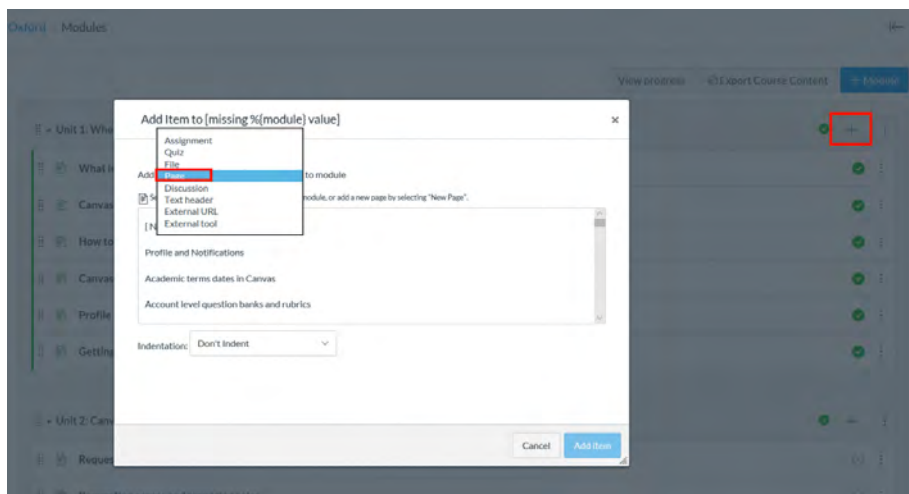 Oxford Modules
View progress Export Course Content + Module
Add Item to [missing %{module} value]
Unit 1: Whe
Assignment
Quiz
File
Add Page to module
Discussion
Text header module, or add a new page by selecting "New Page".
External URL
External tool
[ N
What i
Canvas
How to
Canvas
Profile
Getting
Profile and Notifications
Academic terms dates in Canvas
Account level question banks and rubrics
Indentation: Don't Indent
Unit 2: Canv
Cancel Add Item
Reques